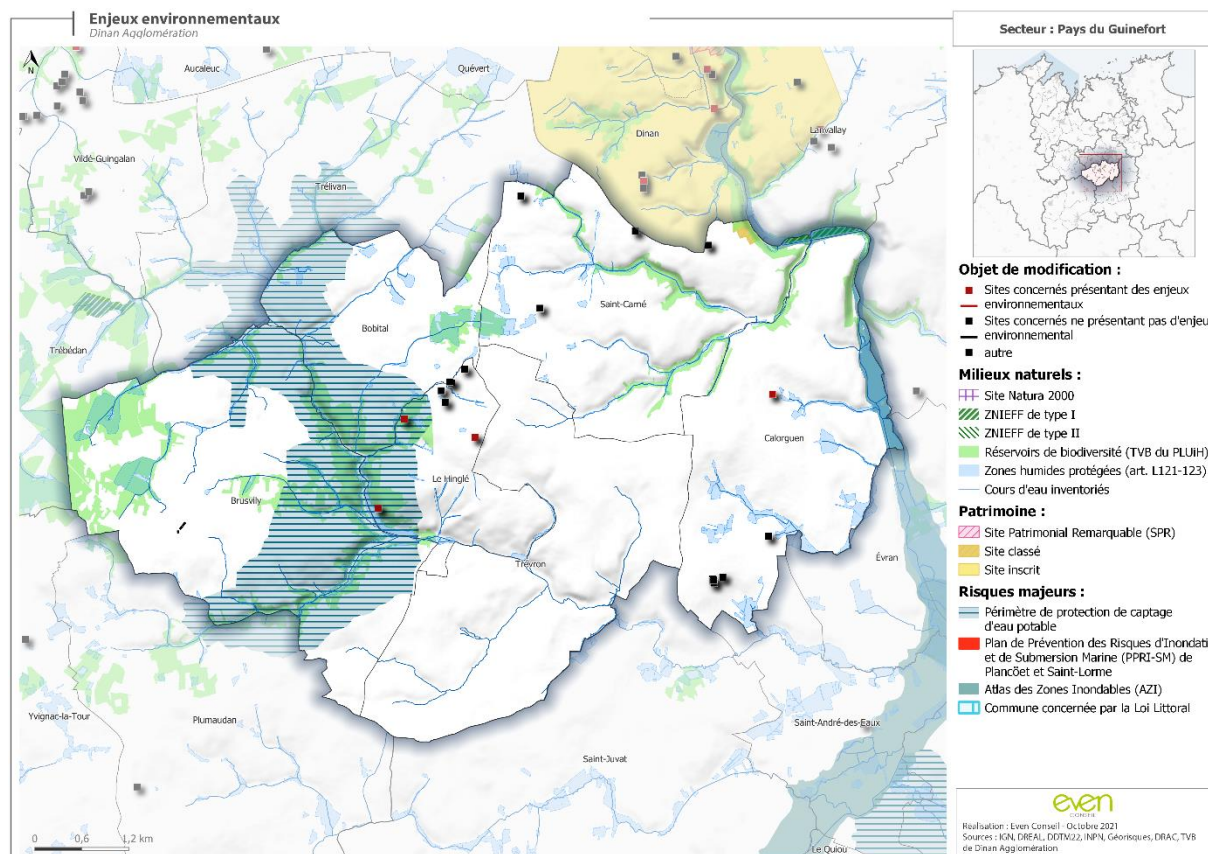 Enjeux environnementaux
Dinan Agglomération
Secteur : Pays du Guinefort
N
Aucaleuc
Quévert
Dinan
Lanvallay
Vildé-Guingalan
Trélivan
Saint-Carné
Bobital
Trébédan
Calorguen
Le Hinglé
Brusvily
Évran
Trévron
Yvignac-la-Tour
Plumaudan
Saint-André-des-Eaux
Saint-Juvat
Le Quiou
0 0,6 1,2 km
Objet de modification :
Sites concernés présentant des enjeux
environnementaux
Sites concernés ne présentant pas d'enjeu
environnemental
autre
Milieux naturels :
Site Natura 2000
ZNIEFF de type I
ZNIEFF de type II
Réservoirs de biodiversité (TVB du PLUiH)
Zones humides protégées (art. L121-123)
Cours d'eau inventoriés
Patrimoine :
Site Patrimonial Remarquable (SPR)
Site classé
Site inscrit
Risques majeurs :
Périmètre de protection de captage
d'eau potable
Plan de Prévention des Risques d'Inondati
et de Submersion Marine (PPRI-SM) de
Plancöet et Saint-Lorme
Atlas des Zones Inondables (AZI)
Commune concernée par la Loi Littoral
even
CONSEIL
Réalisation : Even Conseil - Octobre 2021
Sources : IGN, DREAL, DDTM22, INPN, Géorisques, DRAC, TVB
de Dinan Agglomération